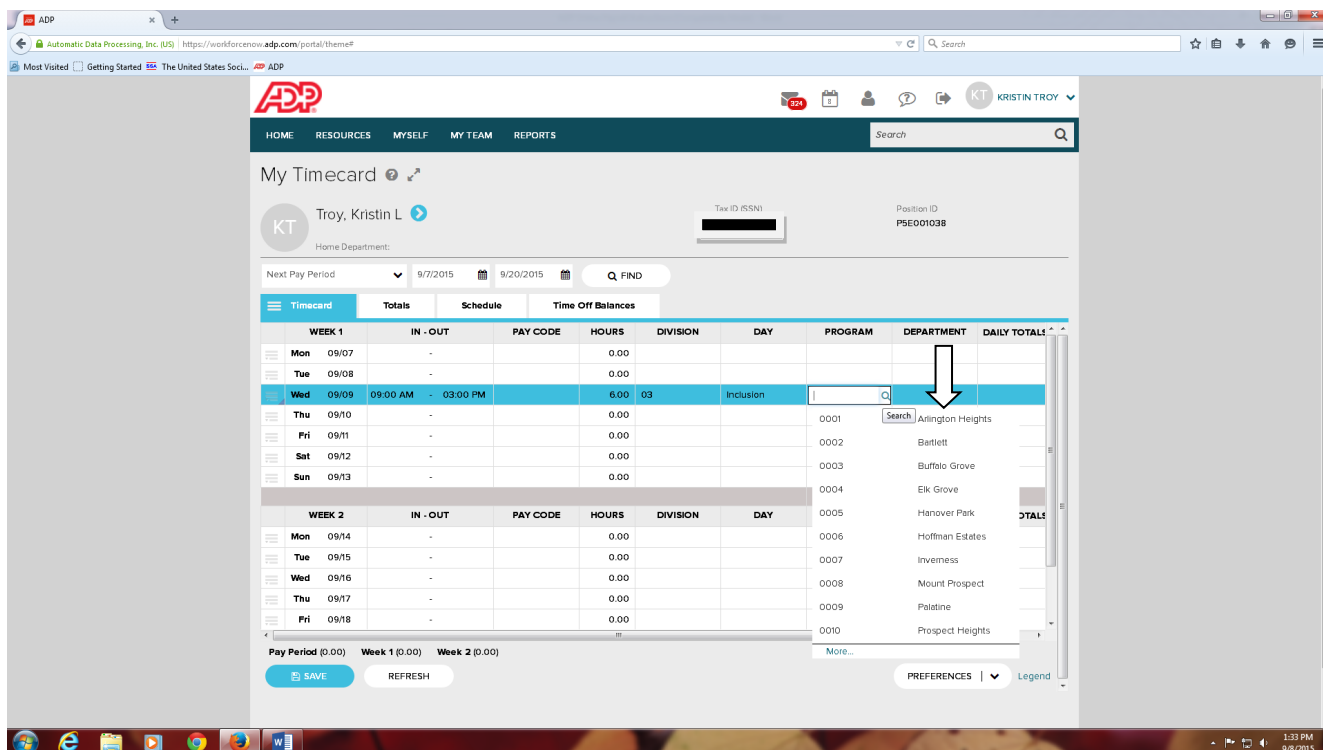 ADP
Automatic Data Processing, Inc. (US) https://workforcenow.adp.com/portal/theme#
Search
Most Visited Getting Started The United States Soci... ADP
ADP
324
8
KT KRISTIN TROY
HOME RESOURCES MYSELF MY TEAM REPORTS
Search
My Timecard
KT
Troy, Kristin L
Home Department:
Tax ID (SSN)
Position ID
P5E001038
Next Pay Period 9/7/2015 9/20/2015 FIND
Timecard Totals Schedule Time Off Balances
WEEK 1 IN - OUT PAY CODE HOURS DIVISION DAY PROGRAM DEPARTMENT DAILY TOTALS
Mon 09/07 - 0.00
Tue 09/08 - 0.00
Wed 09/09 09:00 AM - 03:00 PM 6.00 03 Inclusion
Thu 09/10 - 0.00
Fri 09/11 - 0.00
Sat 09/12 - 0.00
Sun 09/13 - 0.00
WEEK 2 IN - OUT PAY CODE HOURS DIVISION DAY OTALS
Mon 09/14 - 0.00
Tue 09/15 - 0.00
Wed 09/16 - 0.00
Thu 09/17 - 0.00
Fri 09/18 - 0.00
Search
0001 Arlington Heights
0002 Bartlett
0003 Buffalo Grove
0004 Elk Grove
0005 Hanover Park
0006 Hoffman Estates
0007 Inverness
0008 Mount Prospect
0009 Palatine
0010 Prospect Heights
More...
Pay Period (0.00) Week 1 (0.00) Week 2 (0.00)
SAVE REFRESH PREFERENCES Legend
1:33 PM
9/8/2015